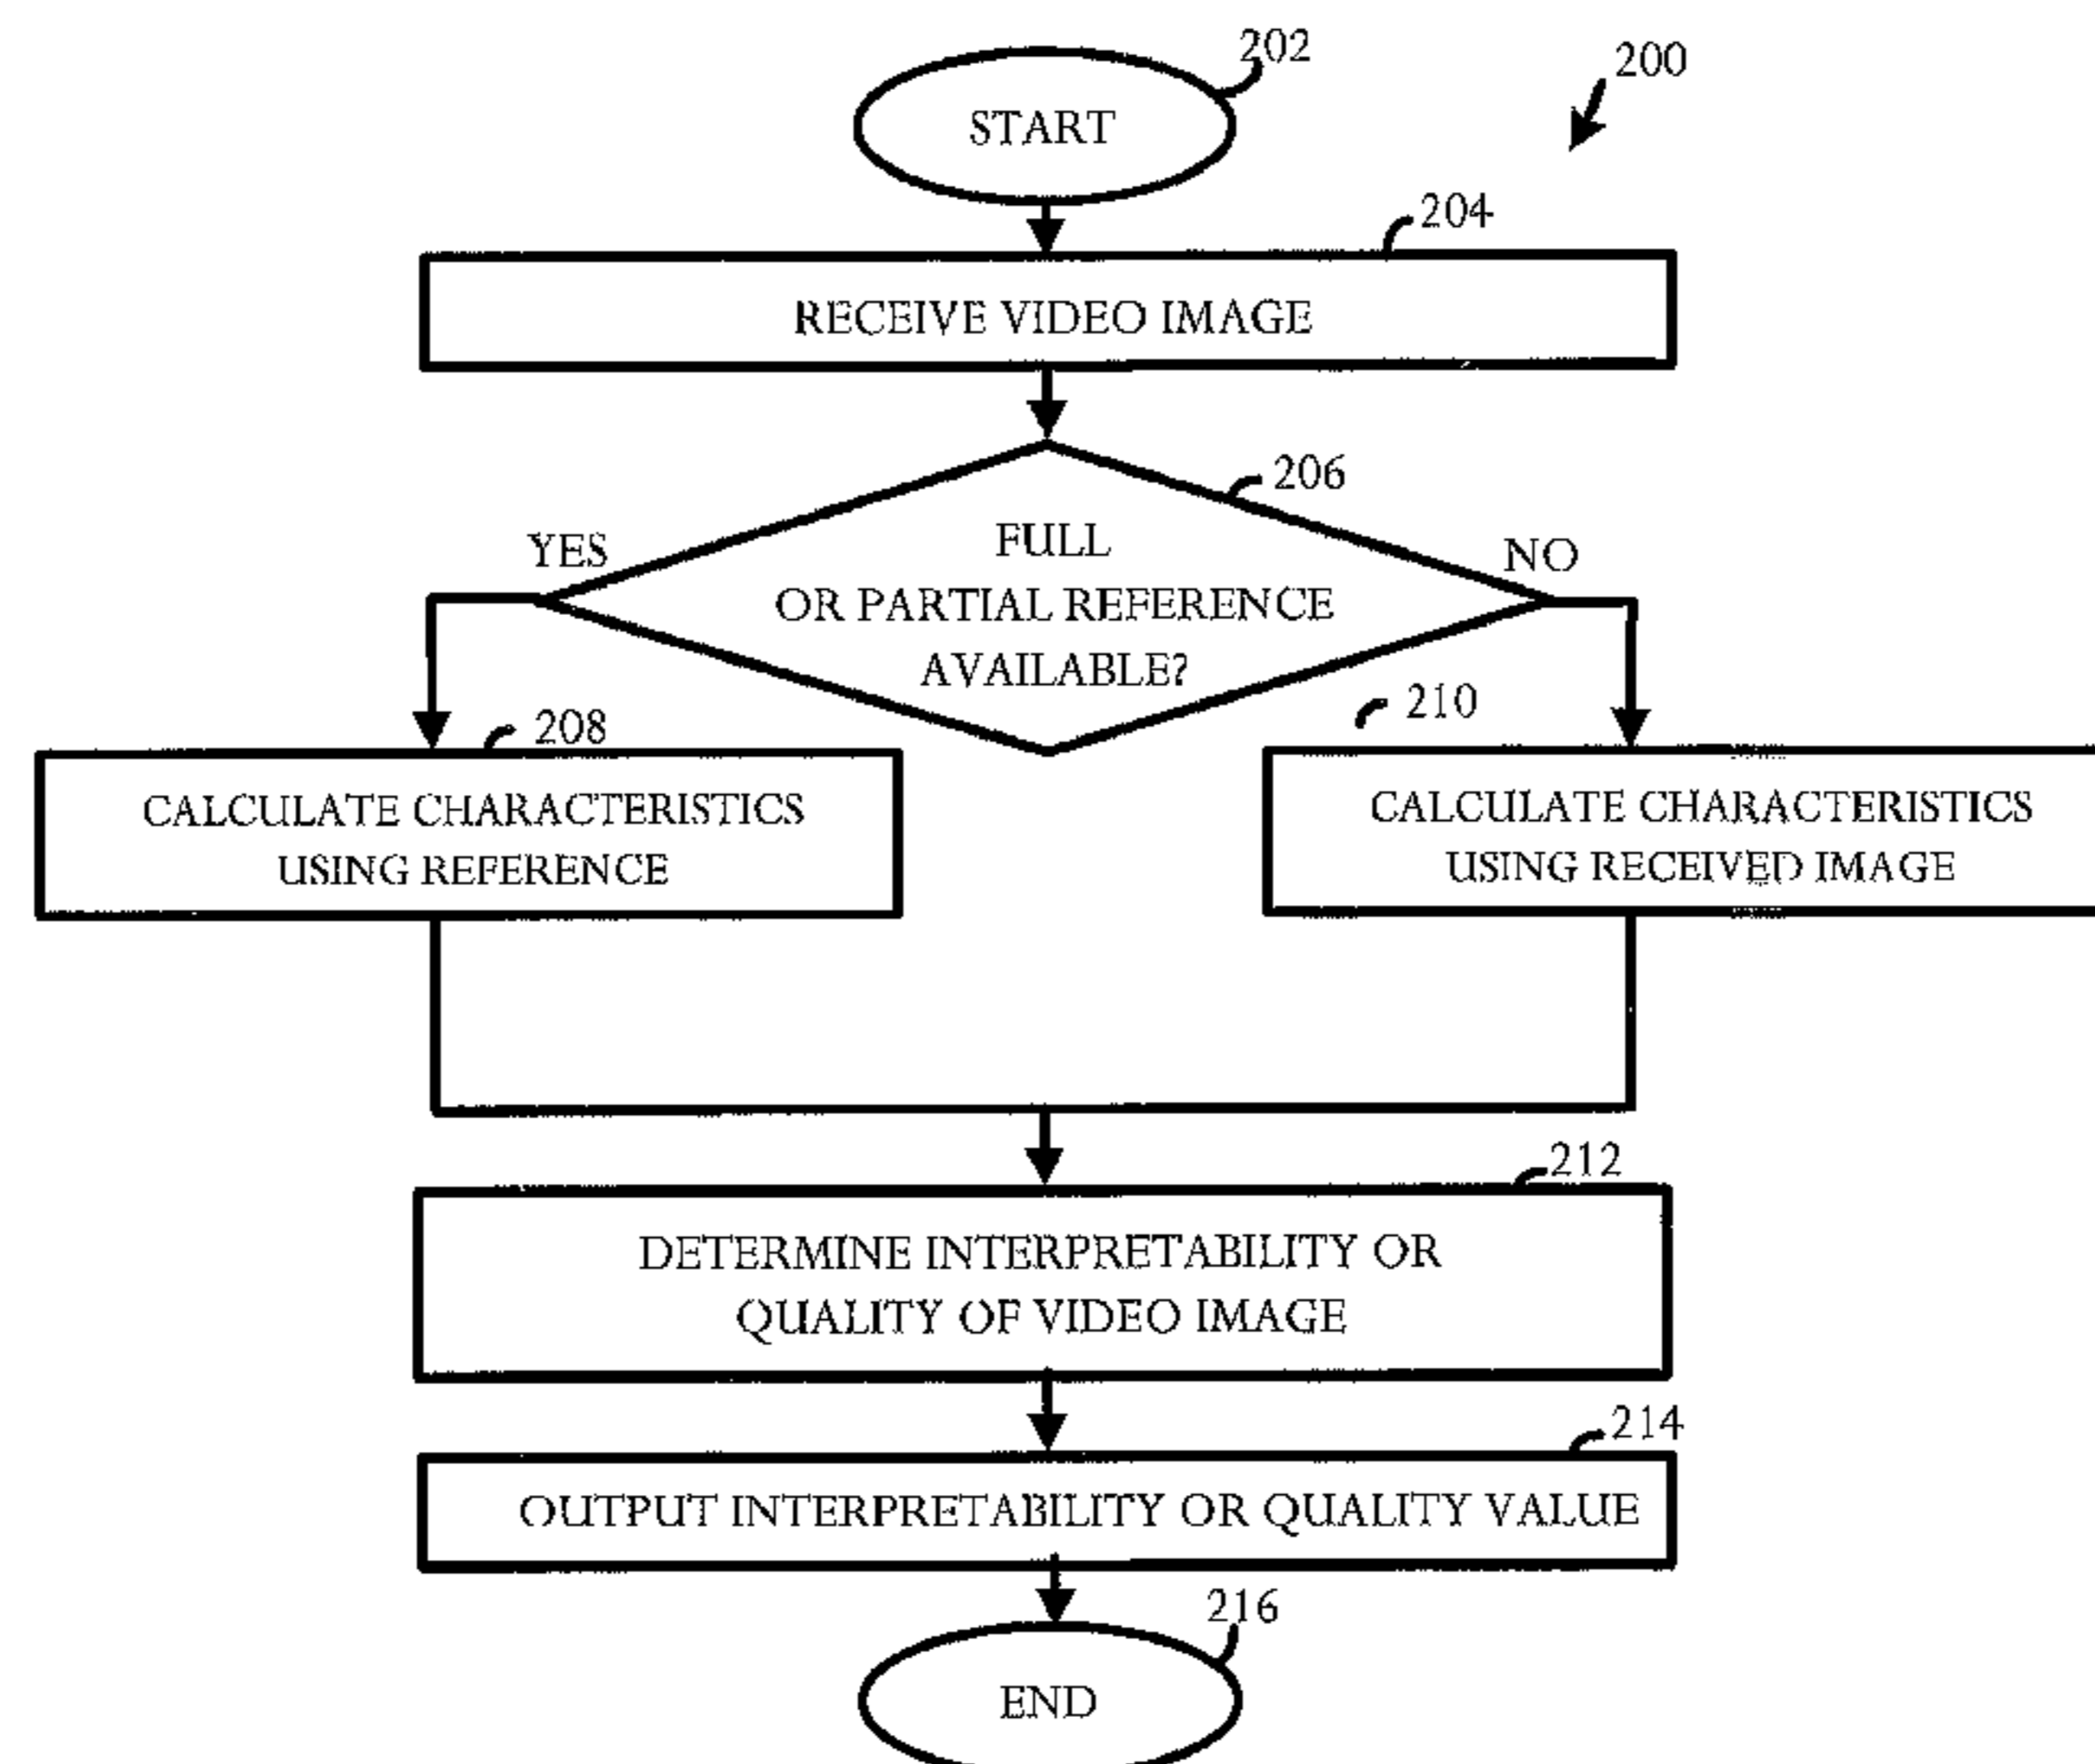 202
200
START
204
RECEIVE VIDEO IMAGE
206
YES
FULL
NO
OR PARTIAL REFERENCE
AVAILABLE?
208
210
CALCULATE CHARACTERISTICS
USING REFERENCE
CALCULATE CHARACTERISTICS
USING RECEIVED IMAGE
212
DETERMINE INTERPRETABILITY OR
QUALITY OF VIDEO IMAGE
214
OUTPUT INTERPRETABILITY OR QUALITY VALUE
216
END